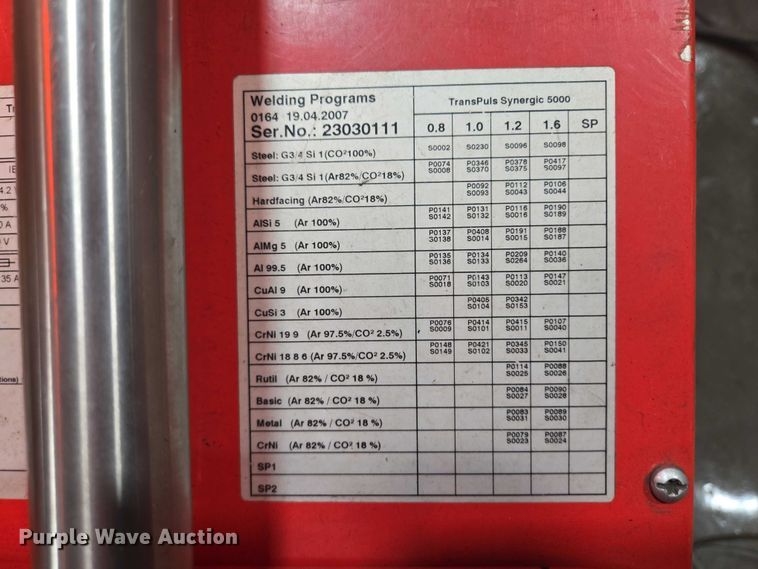 Welding Programs
0164 19.04.2007
Ser.No.: 23030111
TransPuls Synergic 5000
0.8 1.0 1.2 1.6 SP
Steel: G3/4 Si 1(CO²100%) S0002 S0230 S0096 S0098
Steel: G3/4 Si 1(Ar82%/CO²18%) P0074 P0346 P0378 P0417
S0008 S0370 S0375 S0097
Hardfacing (Ar82%/CO²18%) P0092 P0112 P0106
S0093 S0043 S0044
AlSi 5 (Ar 100%) P0141 P0131 P0116 P0190
S0142 S0132 S0016 S0189
AlMg 5 (Ar 100%) P0137 P0408 P0191 P0188
S0138 S0014 S0015 S0187
Al 99.5 (Ar 100%) P0135 P0134 P0209 P0140
S0136 S0133 S0264 S0036
CuAl 9 (Ar 100%) P0071 P0143 P0113 P0147
S0018 S0103 S0020 S0021
CuSi 3 (Ar 100%) P0405 P0342
S0104 S0153
CrNi 19 9 (Ar 97.5%/CO² 2.5%) P0076 P0414 P0415 P0107
S0009 S0101 S0011 S0040
CrNi 18 8 6 (Ar 97.5%/CO² 2.5%) P0148 P0421 P0345 P0150
S0149 S0102 S0033 S0041
Rutil (Ar 82% / CO² 18 %) P0114 P0088
S0025 S0026
Basic (Ar 82% / CO² 18 %) P0084 P0090
S0027 S0028
Metal (Ar 82% / CO² 18 %) P0083 P0089
S0031 S0030
CrNi (Ar 82% / CO² 18 %) P0079 P0087
S0023 S0024
SP1
SP2
35 A
Purple Wave Auction